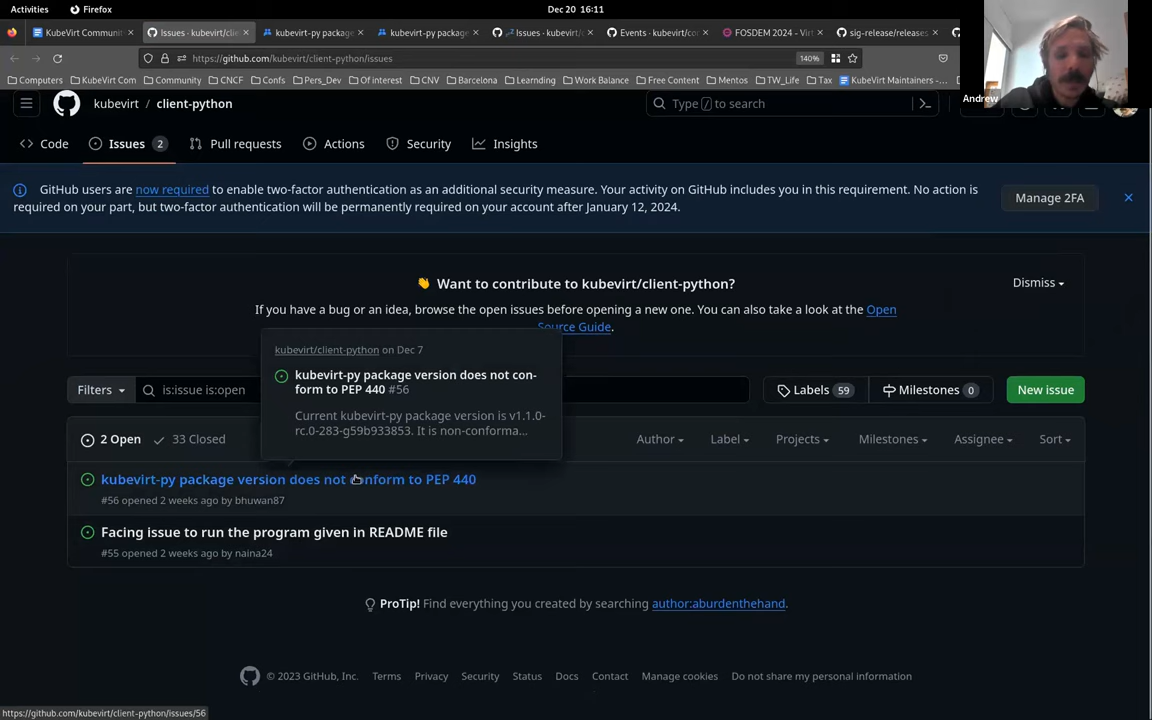 Activities
Firefox
Dec 20 16:11
KubeVirt Communi
Issues · kubevirt/clie
kubevirt-py package
kubevirt-py package
Issues · kubevirt/
Events · kubevirt/co
FOSDEM 2024 - Virt
sig-release/releases
https://github.com/kubevirt/client-python/issues
140%
Computers
KubeVirt Com
Community
CNCF
Confs
Pers_Dev
Of interest
CNV
Barcelona
Learnding
Work Balance
Free Content
Mentos
TW_Life
Tax
KubeVirt Maintainers -...
Andrew
kubevirt / client-python
Type / to search
Code
Issues 2
Pull requests
Actions
Security
Insights
GitHub users are now required to enable two-factor authentication as an additional security measure. Your activity on GitHub includes you in this requirement. No action is
required on your part, but two-factor authentication will be permanently required on your account after January 12, 2024.
Manage 2FA
Want to contribute to kubevirt/client-python?
Dismiss
If you have a bug or an idea, browse the open issues before opening a new one. You can also take a look at the Open
Source Guide.
kubevirt/client-python on Dec 7
kubevirt-py package version does not con-
form to PEP 440 #56
Current kubevirt-py package version is v1.1.0-
rc.0-283-g59b933853. It is non-conforma...
Filters
is:issue is:open
Labels 59
Milestones 0
New issue
2 Open
33 Closed
Author
Label
Projects
Milestones
Assignee
Sort
kubevirt-py package version does not conform to PEP 440
#56 opened 2 weeks ago by bhuwan87
Facing issue to run the program given in README file
#55 opened 2 weeks ago by naina24
ProTip! Find everything you created by searching author:aburdenthehand.
© 2023 GitHub, Inc.
Terms
Privacy
Security
Status
Docs
Contact
Manage cookies
Do not share my personal information
https://github.com/kubevirt/client-python/issues/56